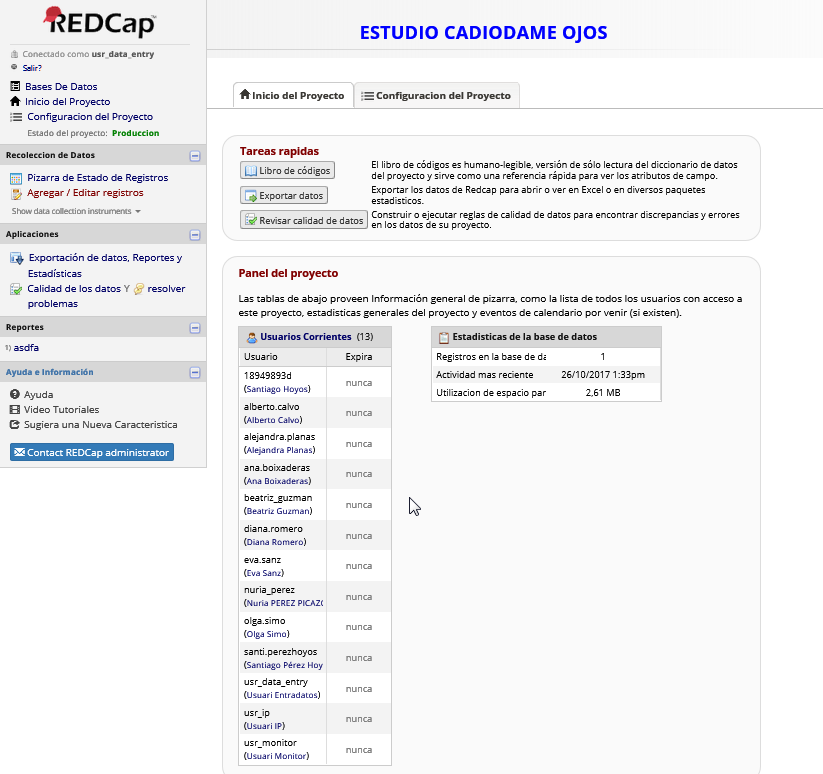 REDCap
Conectado como usr_data_entry
Salir?
Bases De Datos
Inicio del Proyecto
Configuracion del Proyecto
Estado del proyecto: Produccion
Recoleccion de Datos
Pizarra de Estado de Registros
Agregar / Editar registros
Show data collection instruments
Aplicaciones
Exportación de datos, Reportes y
Estadísticas
Calidad de los datos Y resolver
problemas
Reportes
1) asdfa
Ayuda e Información
Ayuda
Video Tutoriales
Sugiera una Nueva Característica
Contact REDCap administrator
ESTUDIO CADIODAME OJOS
Inicio del Proyecto
Configuracion del Proyecto
Tareas rapidas
Libro de códigos
El libro de códigos es humano-legible, versión de sólo lectura del diccionario de datos
del proyecto y sirve como una referencia rápida para ver los atributos de campo.
Exportar datos
Exportar los datos de Redcap para abrir o ver en Excel o en diversos paquetes
estadisticos.
Revisar calidad de datos
Construir o ejecutar reglas de calidad de datos para encontrar discrepancias y errores
en los datos de su proyecto.
Panel del proyecto
Las tablas de abajo proveen Información general de pizarra, como la lista de todos los usuarios con acceso a
este proyecto, estadisticas generales del proyecto y eventos de calendario por venir (si existen).
Usuarios Corrientes (13)
Usuario Expira
18949893d
(Santiago Hoyos) nunca
alberto.calvo
(Alberto Calvo) nunca
alejandra.planas
(Alejandra Planas) nunca
ana.boixaderas
(Ana Boixaderas) nunca
beatriz_guzman
(Beatriz Guzman) nunca
diana.romero
(Diana Romero) nunca
eva.sanz
(Eva Sanz) nunca
nuria_perez
(Nuria PEREZ PICAZO nunca
olga.simo
(Olga Simo) nunca
santi.perezhoyos
(Santiago Pérez Hoy nunca
usr_data_entry
(Usuari Entradatos) nunca
usr_ip
(Usuari IP) nunca
usr_monitor
(Usuari Monitor) nunca
Estadisticas de la base de datos
Registros en la base de da 1
Actividad mas reciente 26/10/2017 1:33pm
Utilizacion de espacio par 2,61 MB